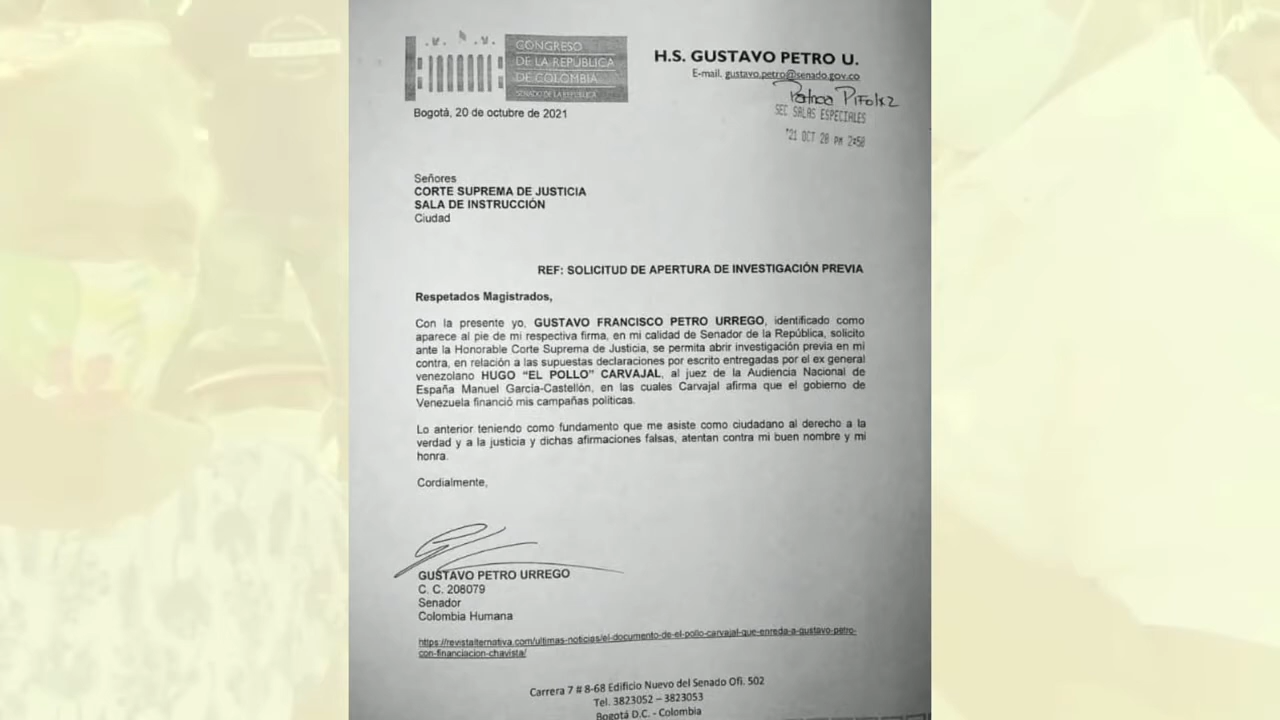 CONGRESO
DE LA REPÚBLICA
DE COLOMBIA
SENADO DE LA REPÚBLICA
H.S. GUSTAVO PETRO U.
E-mail. gustavo.petro@senado.gov.co
SEC SALAS ESPECIALES
'21 OCT 20 PM 2:50
Bogotá, 20 de octubre de 2021
Señores
CORTE SUPREMA DE JUSTICIA
SALA DE INSTRUCCIÓN
Ciudad
REF: SOLICITUD DE APERTURA DE INVESTIGACIÓN PREVIA
Respetados Magistrados,
Con la presente yo, GUSTAVO FRANCISCO PETRO URREGO, identificado como
aparece al pie de mi respectiva firma, en mi calidad de Senador de la República, solicito
ante la Honorable Corte Suprema de Justicia, se permita abrir investigación previa en mi
contra, en relación a las supuestas declaraciones por escrito entregadas por el ex general
venezolano HUGO “EL POLLO” CARVAJAL, al juez de la Audiencia Nacional de
España Manuel García-Castellón, en las cuales Carvajal afirma que el gobierno de
Venezuela financió mis campañas políticas.
Lo anterior teniendo como fundamento que me asiste como ciudadano al derecho a la
verdad y a la justicia y dichas afirmaciones falsas, atentan contra mi buen nombre y mi
honra.
Cordialmente,
GUSTAVO PETRO URREGO
C. C. 208079
Senador
Colombia Humana
https://revistalternativa.com/ultimas-noticias/el-documento-de-el-pollo-carvajal-que-enreda-a-gustavo-petro-
con-financiacion-chavista/
Carrera 7 # 8-68 Edificio Nuevo del Senado Ofi. 502
Tel. 3823052 – 3823053
Bogotá D.C. - Colombia